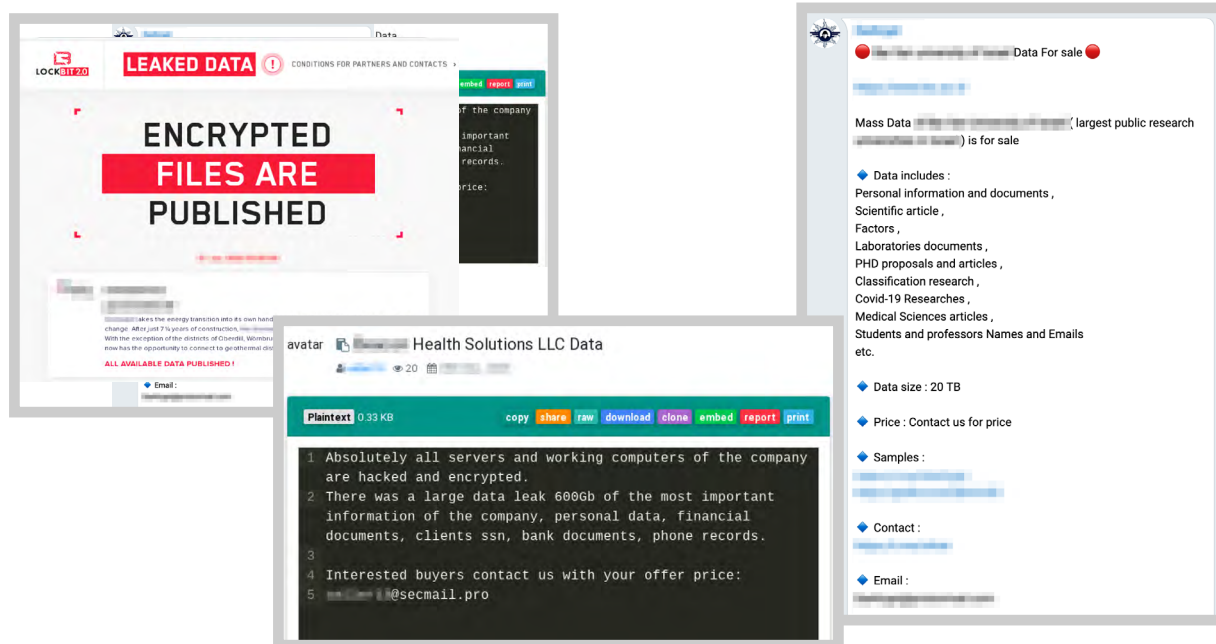 Data
LOCKBIT 2.0
LEAKED DATA
CONDITIONS FOR PARTNERS AND CONTACTS >
ENCRYPTED
FILES ARE
PUBLISHED
takes the energy transition into its own hand
change. After just 7¼ years of construction,
With the exception of the districts of Oberdill, Wörnbru
now has the opportunity to connect to geothermal dis
ALL AVAILABLE DATA PUBLISHED !
Email :
embed report print
of the company
important
nancial
records.
price:
avatar Health Solutions LLC Data
20
Plaintext 0.33 KB copy share raw download clone embed report print
1 Absolutely all servers and working computers of the company
are hacked and encrypted.
2 There was a large data leak 600Gb of the most important
information of the company, personal data, financial
documents, clients ssn, bank documents, phone records.
3
4 Interested buyers contact us with your offer price:
5 @secmail.pro
Data For sale
Mass Data ( largest public research
) is for sale
Data includes :
Personal information and documents ,
Scientific article ,
Factors ,
Laboratories documents ,
PHD proposals and articles ,
Classification research ,
Covid-19 Researches ,
Medical Sciences articles ,
Students and professors Names and Emails
etc.
Data size : 20 TB
Price : Contact us for price
Samples :
Contact :
Email :